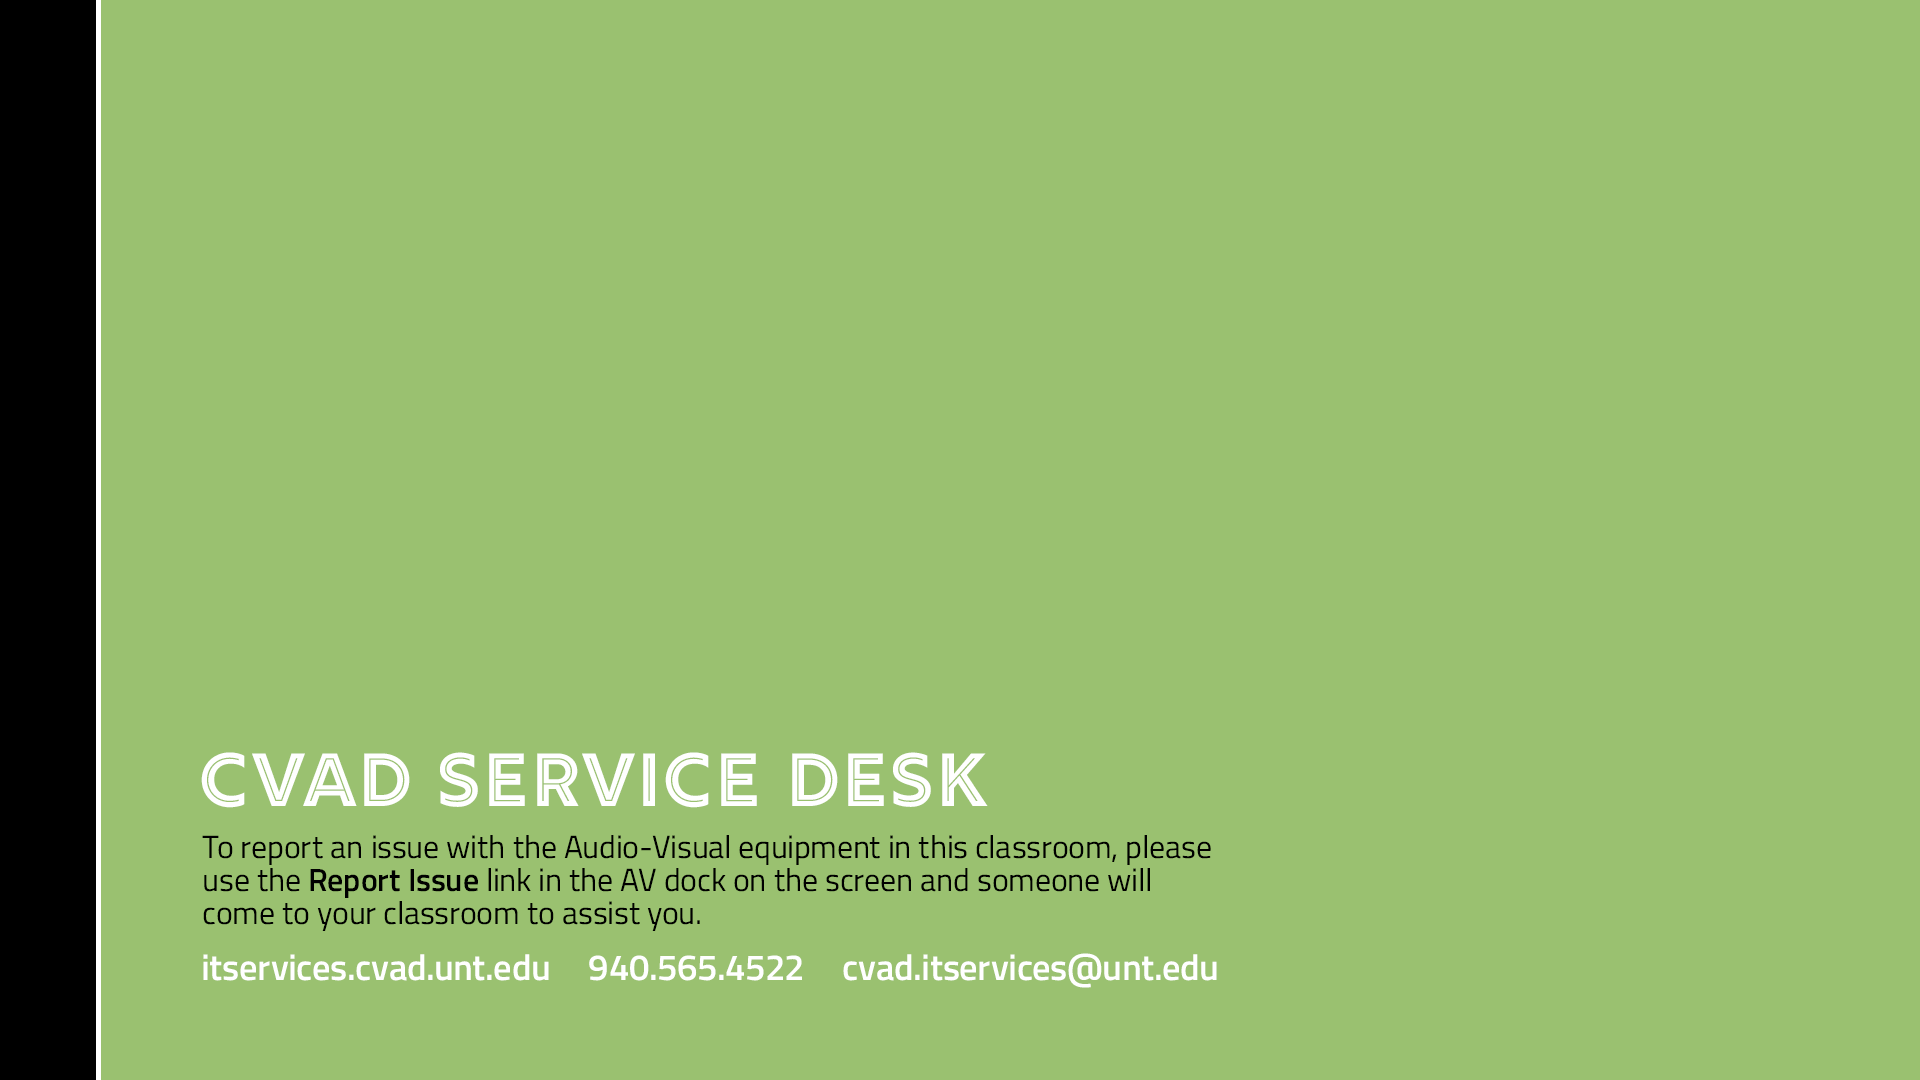 CVAD SERVICE DESK
To report an issue with the Audio-Visual equipment in this classroom, please
use the Report Issue link in the AV dock on the screen and someone will
come to your classroom to assist you.
itservices.cvad.unt.edu 940.565.4522 cvad.itservices@unt.edu